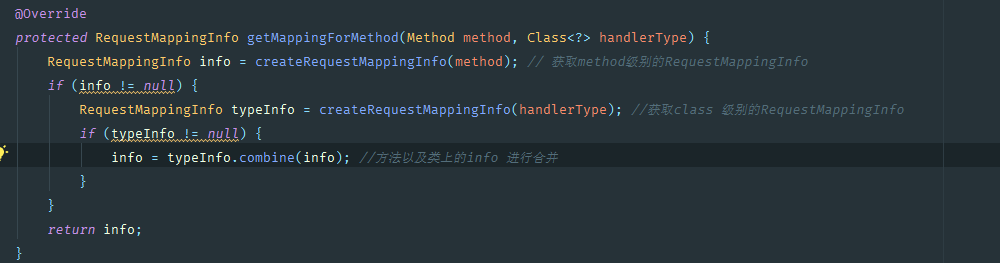 @Override
protected RequestMappingInfo getMappingForMethod(Method method, Class<?> handlerType) {
    RequestMappingInfo info = createRequestMappingInfo(method); // 获取method级别的RequestMappingInfo
    if (info != null) {
        RequestMappingInfo typeInfo = createRequestMappingInfo(handlerType); //获取class 级别的RequestMappingInfo
        if (typeInfo != null) {
            info = typeInfo.combine(info); //方法以及类上的info 进行合并
        }
    }
    return info;
}